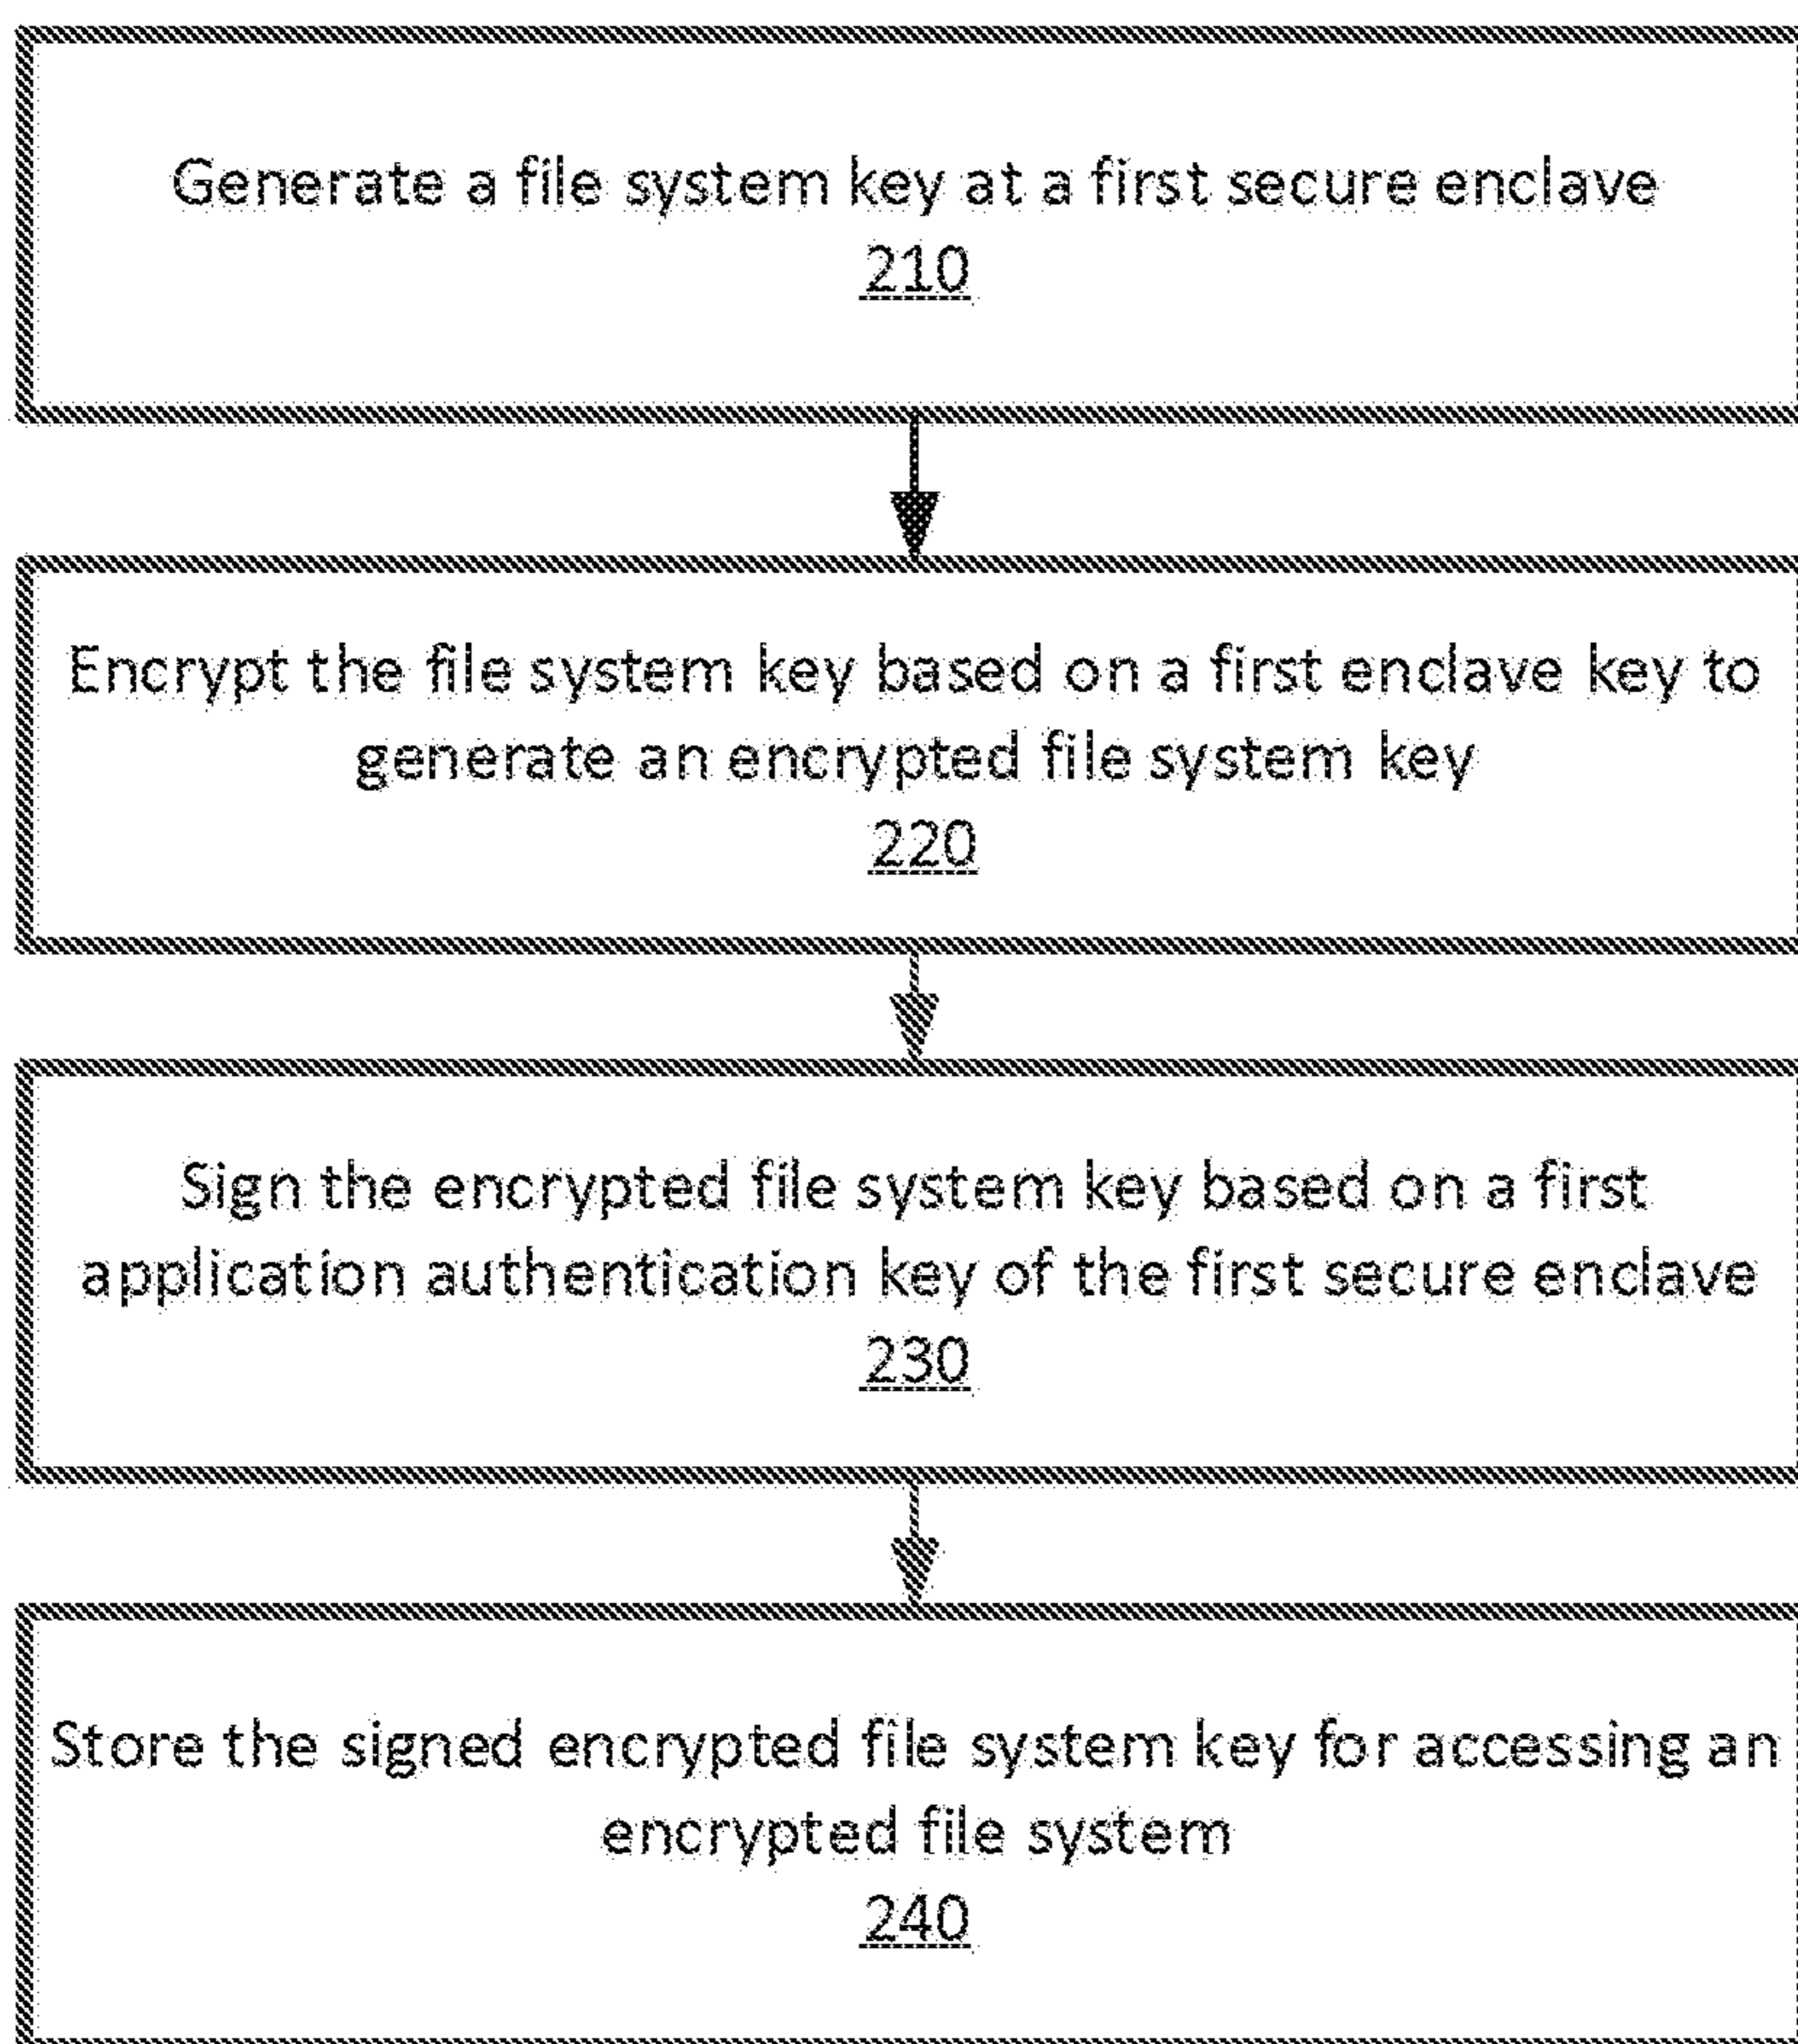 Generate a file system key at a first secure enclave
210
Encrypt the file system key based on a first enclave key to
generate an encrypted file system key
220
Sign the encrypted file system key based on a first
application authentication key of the first secure enclave
230
Store the signed encrypted file system key for accessing an
encrypted file system
240